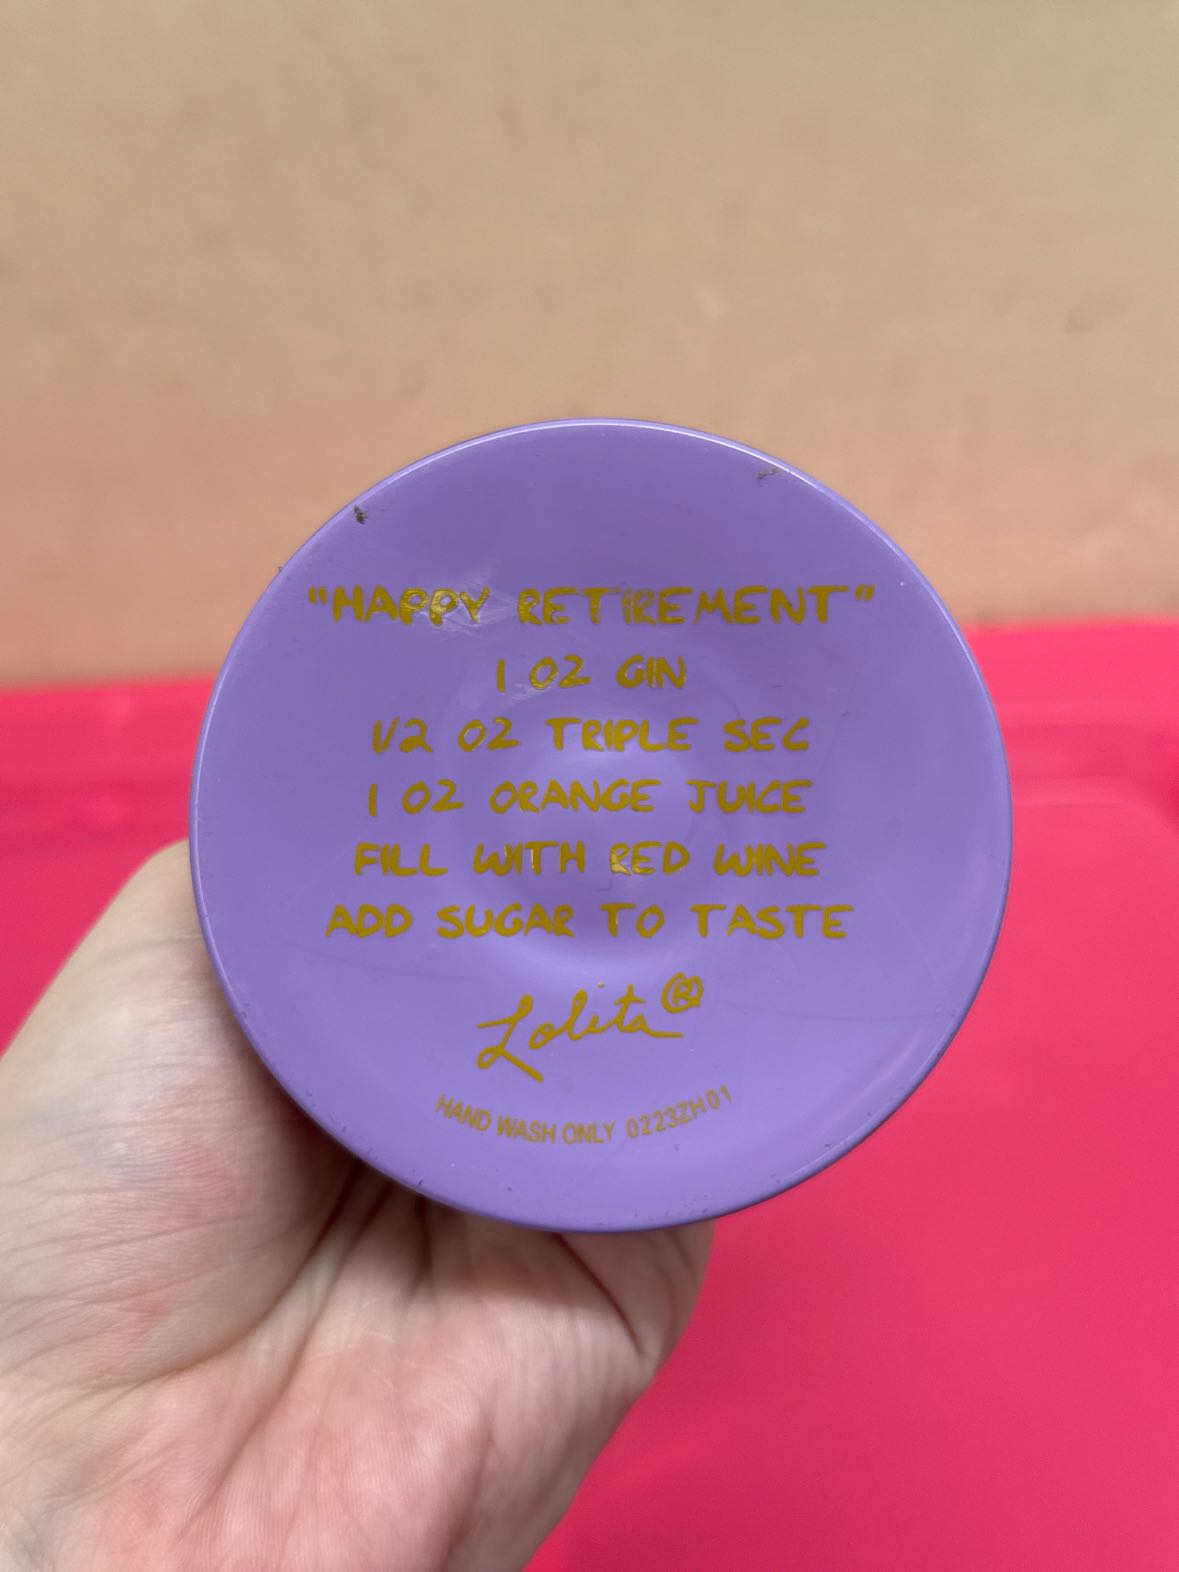 "HAPPY RETIREMENT"
1 OZ GIN
1/2 OZ TRIPLE SEC
1 OZ ORANGE JUICE
FILL WITH RED WINE
ADD SUGAR TO TASTE
Lolita®
HAND WASH ONLY 0223ZH01